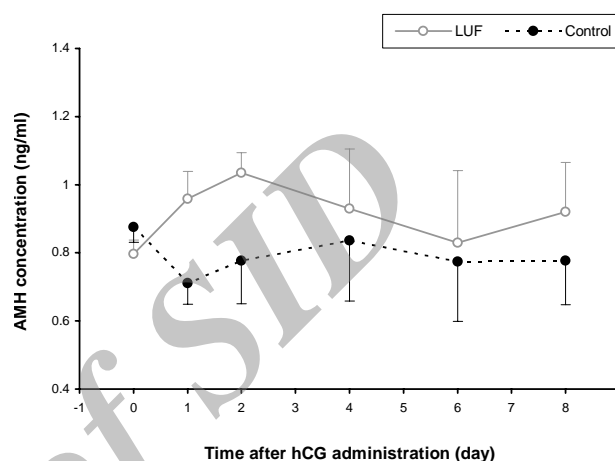 LUF Control
1.4
1.2
1
0.8
0.6
0.4
-1 0 1 2 3 4 5 6 7 8
AMH concentration (ng/ml)
Time after hCG administration (day)
of SID